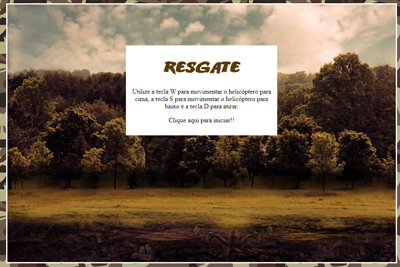 RESGATE
Utilize a tecla W para movimentar o helicóptero para
cima, a tecla S para movimentar o helicóptero para
baixo e a tecla D para atirar.
Clique aqui para iniciar!!